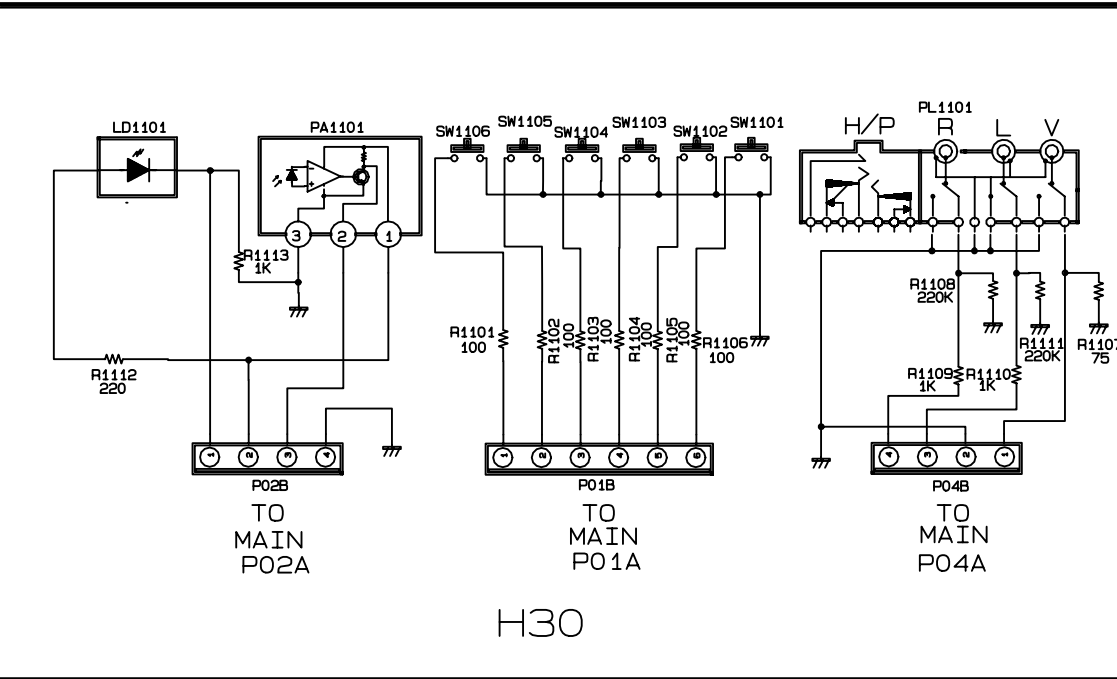 LD1101
R1113
1K
R1112
220
PA1101
3
2
1
1
2
3
4
P02B
TO
MAIN
P02A
SW1106
SW1105
SW1104
SW1103
SW1102
SW1101
R1101
100
R1102
100
R1103
100
R1104
100
R1105
100
R1106
100
1
2
3
4
5
6
P01B
TO
MAIN
P01A
H/P
PL1101
R
L
V
R1108
220K
R1111
220K
R1107
75
R1109
1K
R1110
1K
4
3
2
1
P04B
TO
MAIN
P04A
H30